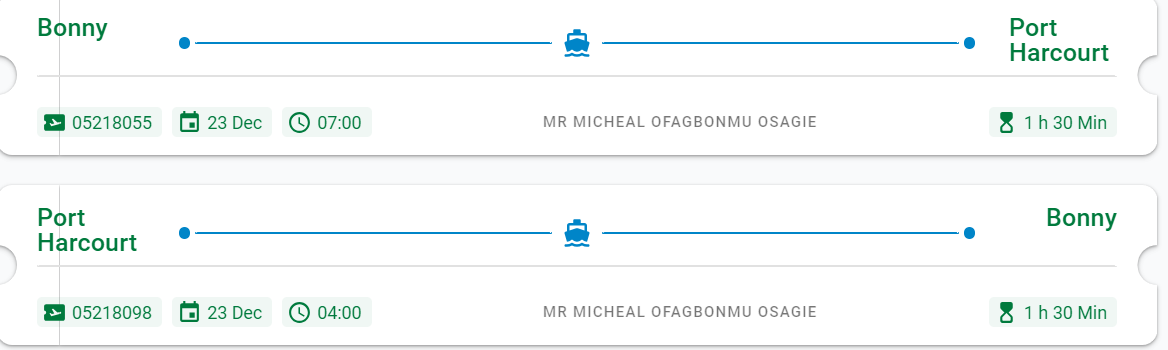 Bonny
Port
Harcourt
05218055 23 Dec 07:00 MR MICHEAL OFAGBONMU OSAGIE 1 h 30 Min
Port
Harcourt
Bonny
05218098 23 Dec 04:00 MR MICHEAL OFAGBONMU OSAGIE 1 h 30 Min